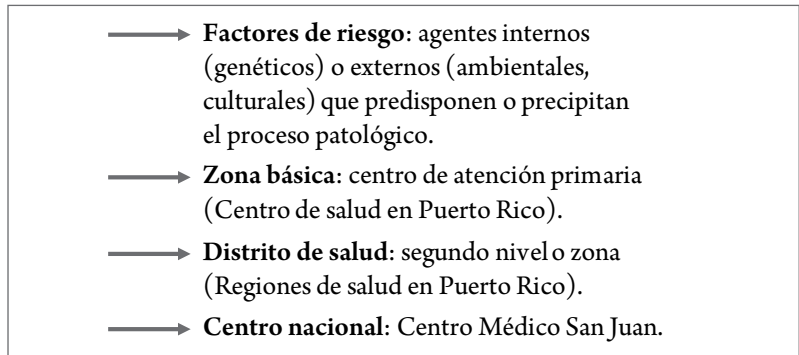 Factores de riesgo: agentes internos
(genéticos) o externos (ambientales,
culturales) que predisponen o precipitan
el proceso patológico.
Zona básica: centro de atención primaria
(Centro de salud en Puerto Rico).
Distrito de salud: segundo nivel o zona
(Regiones de salud en Puerto Rico).
Centro nacional: Centro Médico San Juan.